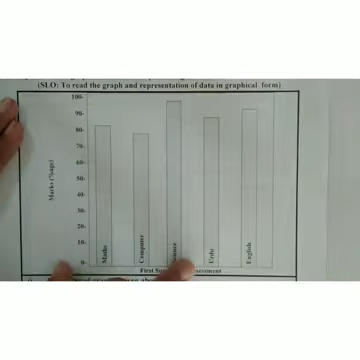 (SLO: To read the graph and representation of data in graphical form)
100-
90-
80-
70-
60-
50-
40-
30-
20-
10-
0-
Marks (%age)
Maths
Computer
Science
Urdu
English
First